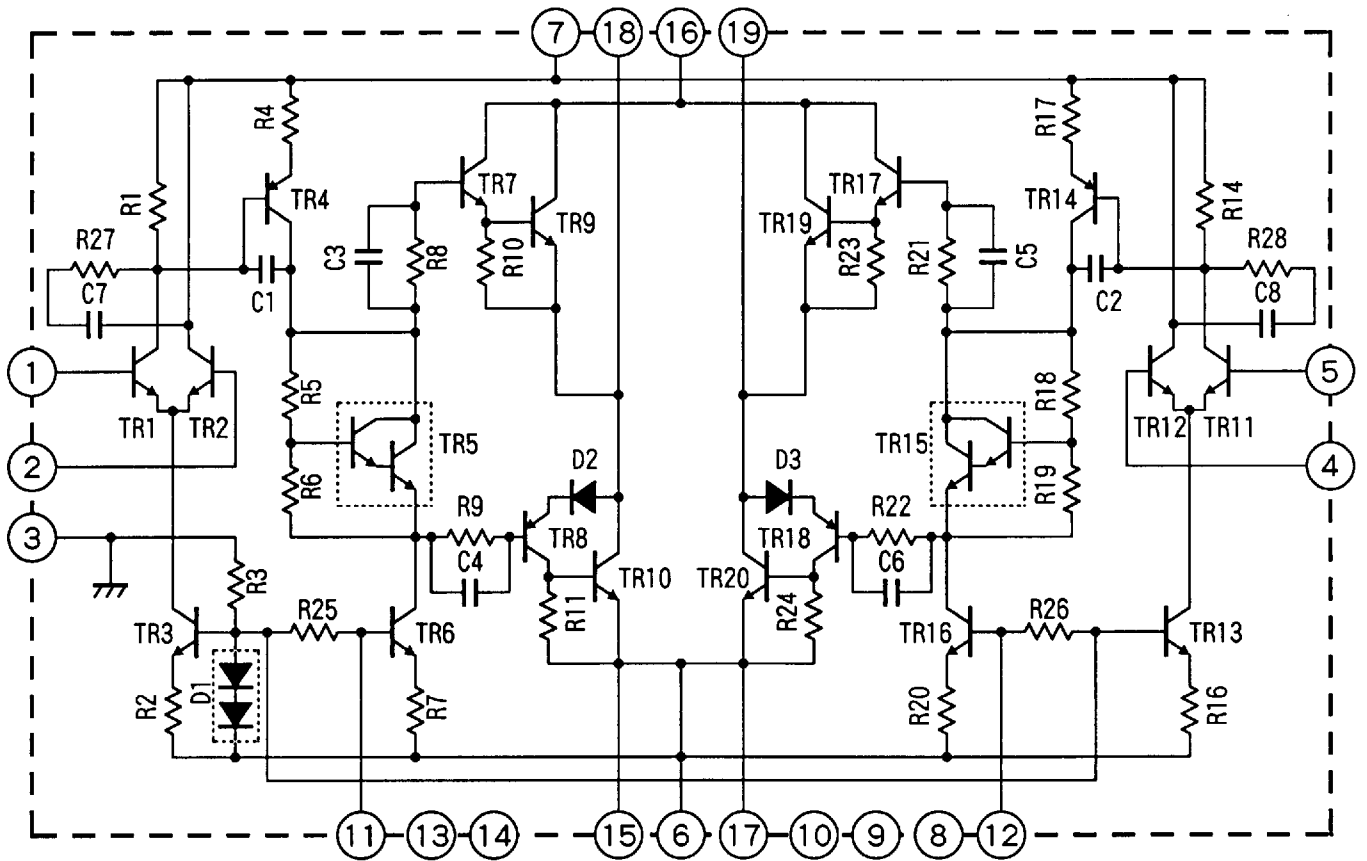 7 18 16 19
R4 R17
R1 TR4 TR7 TR9 TR17 TR19 TR14 R14
R27 C3 R8 R10 R23 R21 C5 R28
C7 C1 C2 C8
1 R5 R18 5
TR1 TR2 TR5 TR15 TR12 TR11
2 D2 D3 4
R6 R19
3 R9 TR8 TR18 R22
C4 C6
R3 TR10 TR20
R25 R11 R24 R26
TR3 TR6 TR16 TR13
R2 D1 R7 R20 R16
11 13 14 15 6 17 10 9 8 12